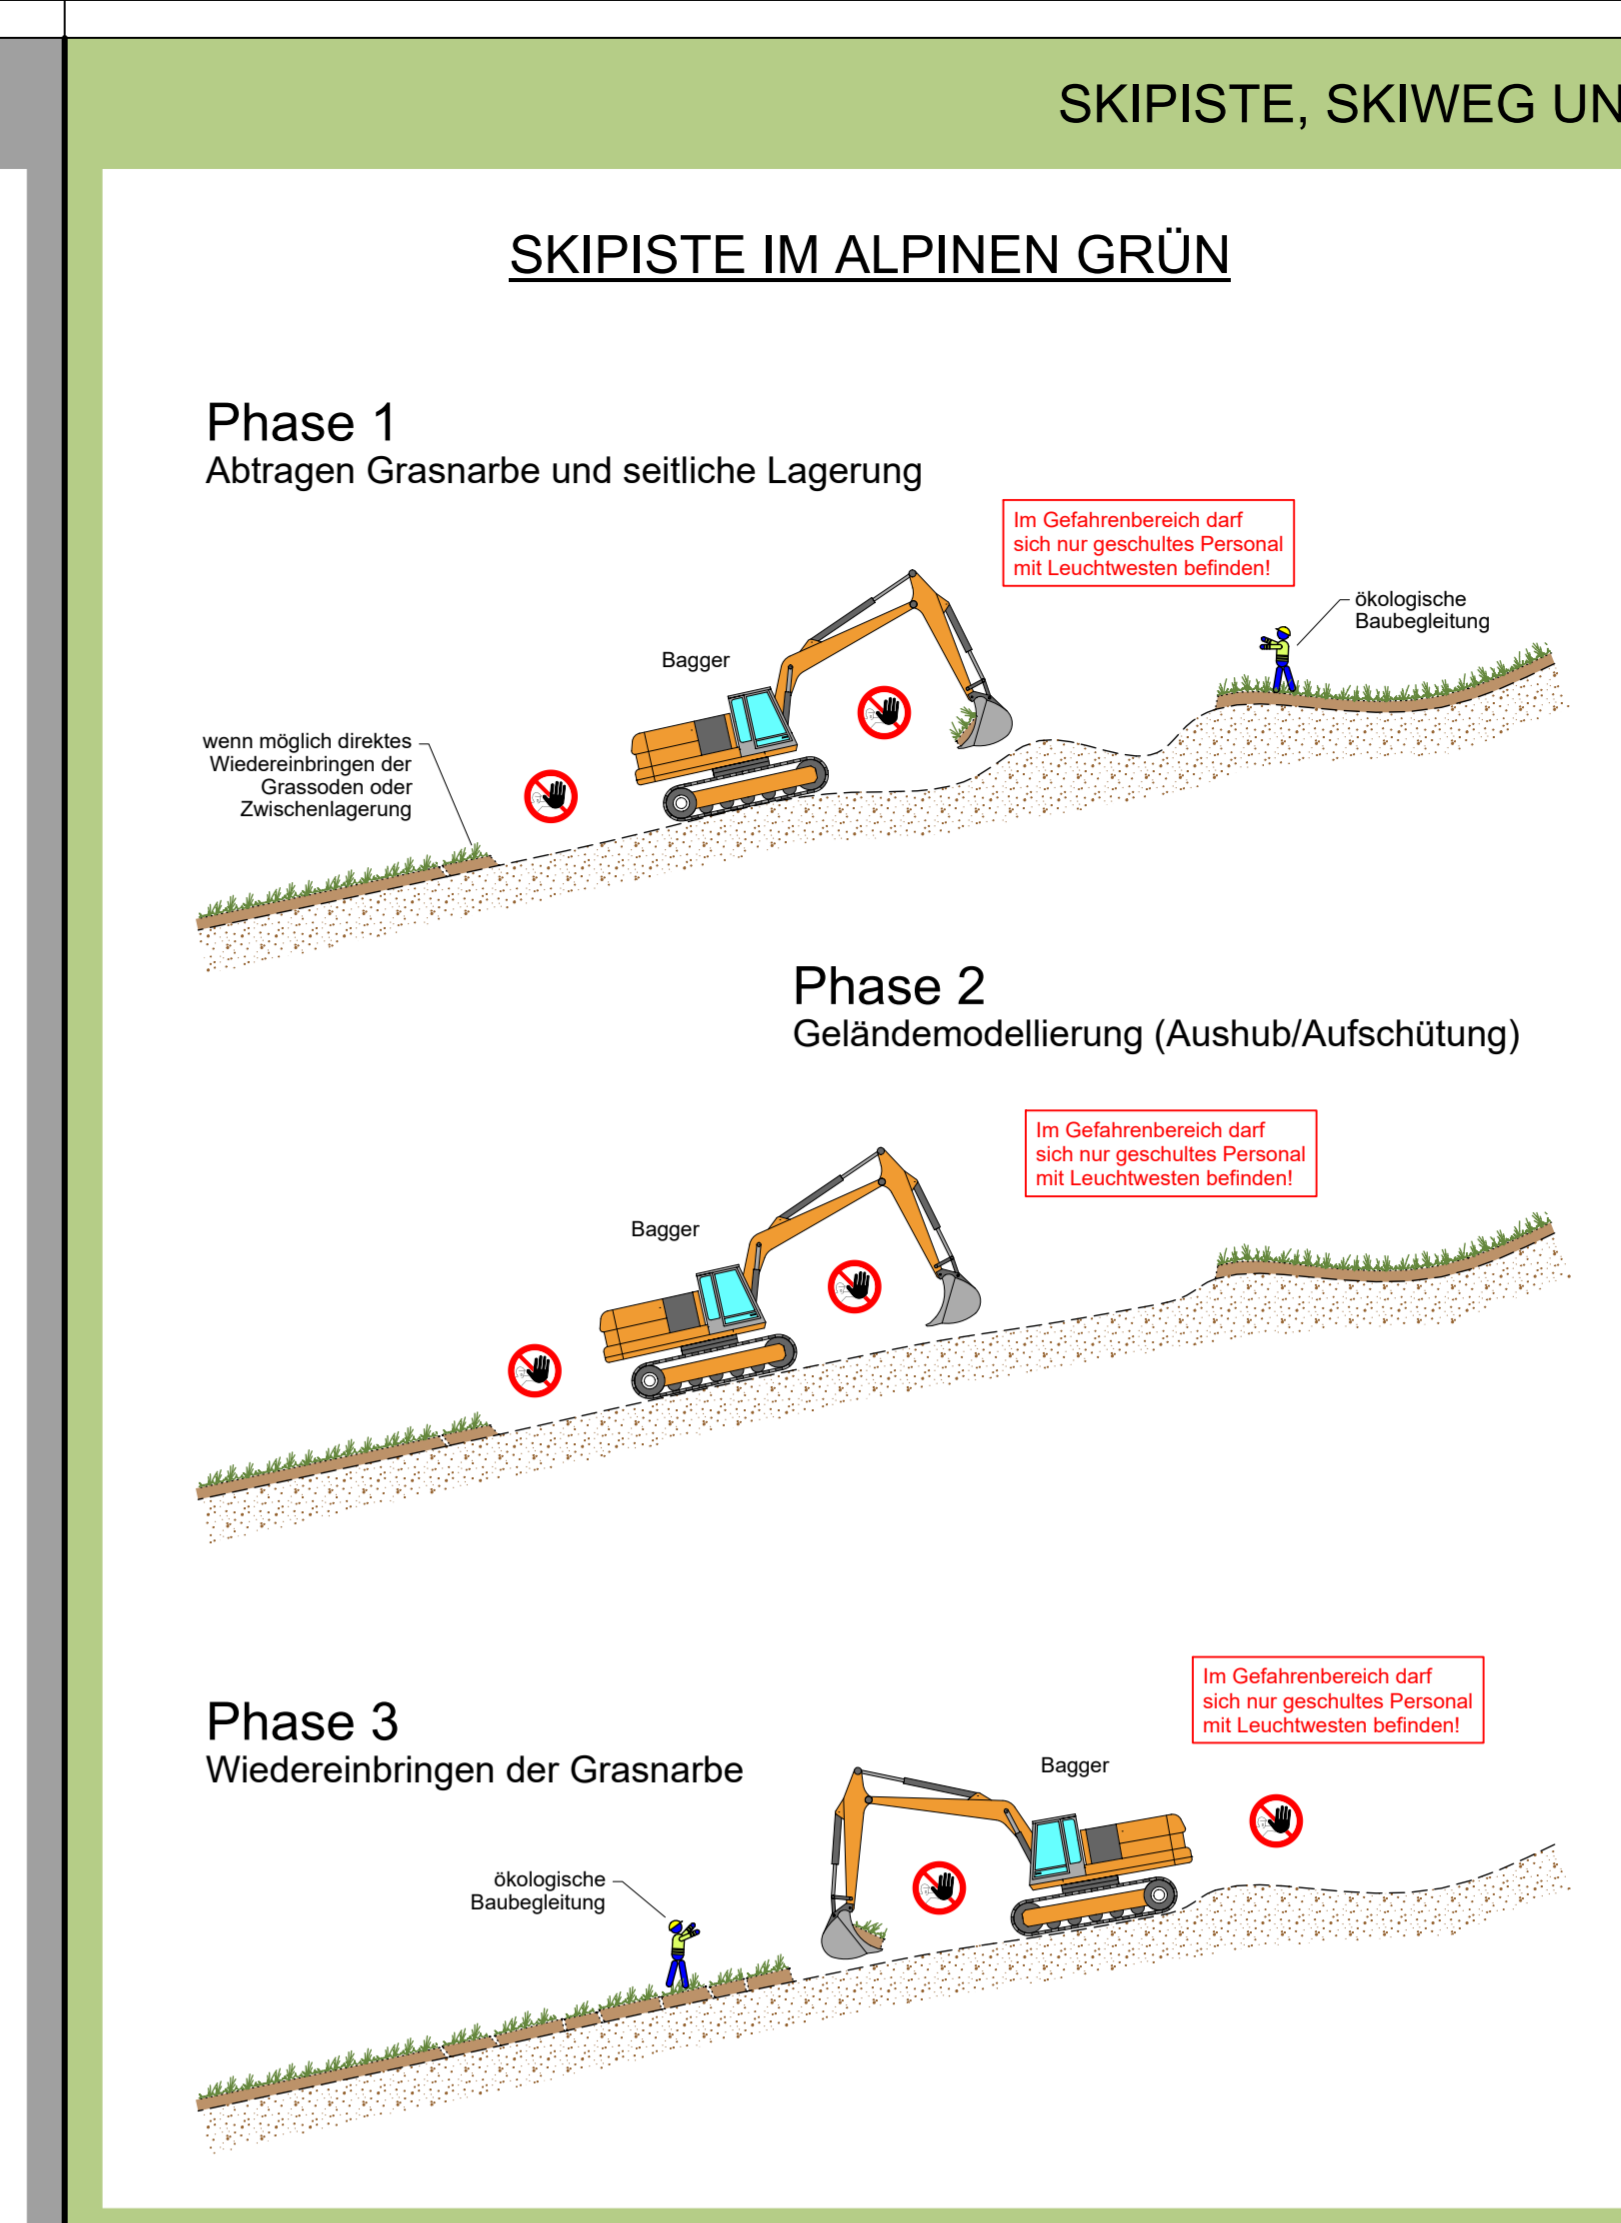 SKIPISTE, SKIWEG UN
SKIPISTE IM ALPINEN GRÜN
Phase 1
Abtragen Grasnarbe und seitliche Lagerung
Im Gefahrenbereich darf
sich nur geschultes Personal
mit Leuchtwesten befinden!
ökologische
Baubegleitung
Bagger
wenn möglich direktes
Wiedereinbringen der
Grassoden oder
Zwischenlagerung
Phase 2
Geländemodellierung (Aushub/Aufschütung)
Im Gefahrenbereich darf
sich nur geschultes Personal
mit Leuchtwesten befinden!
Bagger
Phase 3
Wiedereinbringen der Grasnarbe
Im Gefahrenbereich darf
sich nur geschultes Personal
mit Leuchtwesten befinden!
Bagger
ökologische
Baubegleitung